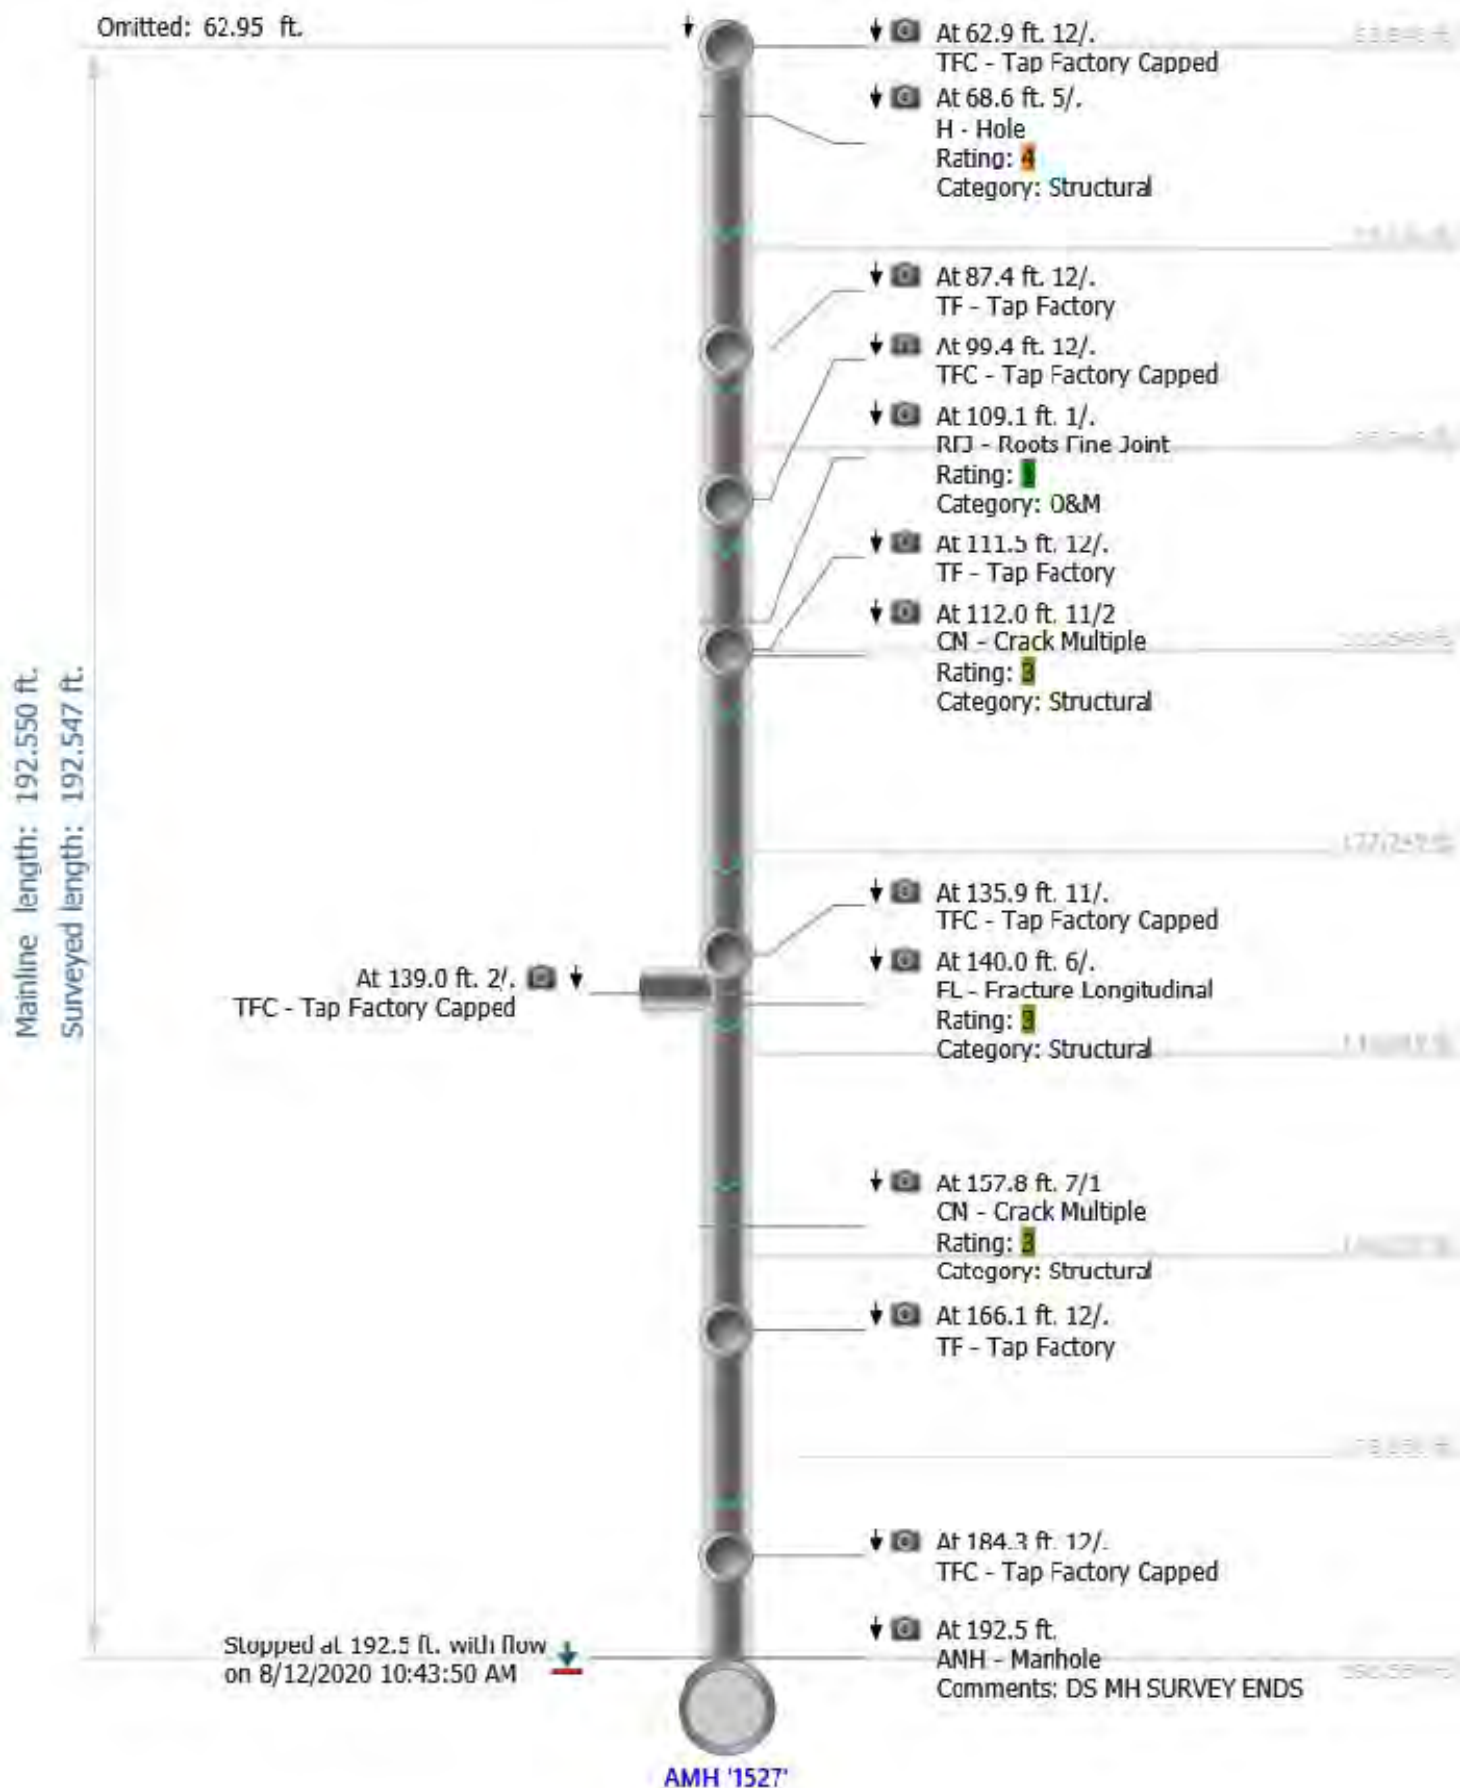 Omitted: 62.95 ft.
At 62.9 ft. 12/.
TFC - Tap Factory Capped
At 68.6 ft. 5/.
H - Hole
Rating: 4
Category: Structural
At 87.4 ft. 12/.
TF - Tap Factory
At 99.4 ft. 12/.
TFC - Tap Factory Capped
At 109.1 ft. 1/.
RFJ - Roots Fine Joint
Rating:
Category: O&M
At 111.5 ft. 12/.
TF - Tap Factory
At 112.0 ft. 11/2
CM - Crack Multiple
Rating: 3
Category: Structural
Mainline length: 192.550 ft.
Surveyed length: 192.547 ft.
At 135.9 ft. 11/.
TFC - Tap Factory Capped
At 139.0 ft. 2/.
TFC - Tap Factory Capped
At 140.0 ft. 6/.
FL - Fracture Longitudinal
Rating: 3
Category: Structural
At 157.8 ft. 7/1
CM - Crack Multiple
Rating: 3
Category: Structural
At 166.1 ft. 12/.
TF - Tap Factory
At 184.3 ft. 12/.
TFC - Tap Factory Capped
At 192.5 ft.
AMH - Manhole
Comments: DS MH SURVEY ENDS
Stopped at 192.5 ft. with flow
on 8/12/2020 10:43:50 AM
AMH '1527'